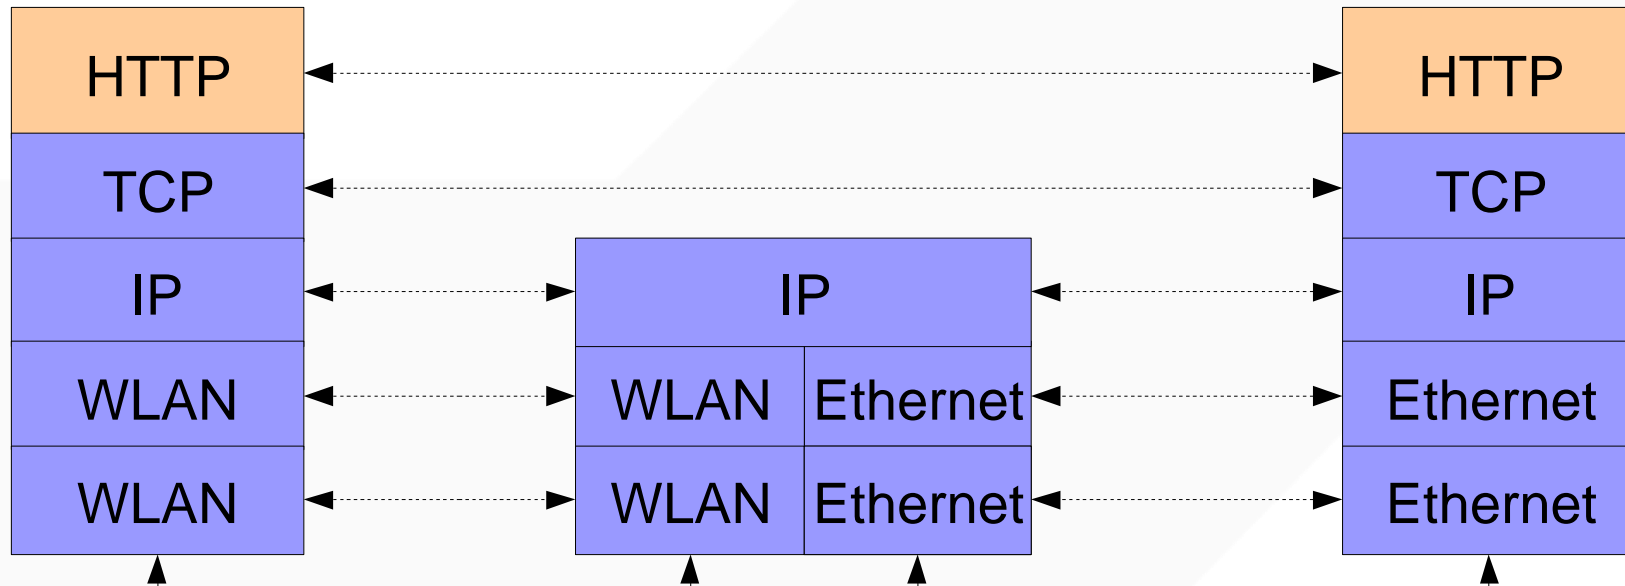 HTTP
HTTP
TCP
TCP
IP
IP
IP
WLAN
WLAN
Ethernet
Ethernet
WLAN
WLAN
Ethernet
Ethernet